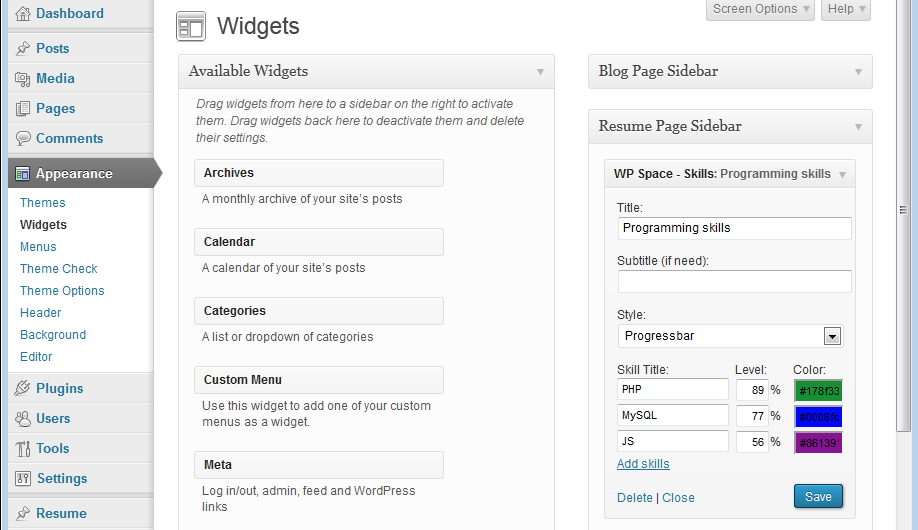 Dashboard
Posts
Media
Pages
Comments
Appearance
Themes
Widgets
Menus
Theme Check
Theme Options
Header
Background
Editor
Plugins
Users
Tools
Settings
Resume
Screen Options
Help
Widgets
Available Widgets
Drag widgets from here to a sidebar on the right to activate
them. Drag widgets back here to deactivate them and delete
their settings.
Archives
A monthly archive of your site's posts
Calendar
A calendar of your site's posts
Categories
A list or dropdown of categories
Custom Menu
Use this widget to add one of your custom
menus as a widget.
Meta
Log in/out, admin, feed and WordPress
links
Blog Page Sidebar
Resume Page Sidebar
WP Space - Skills: Programming skills
Title:
Programming skills
Subtitle (if need):
Style:
Progressbar
Skill Title: Level: Color:
PHP 89 % #178f33
MySQL 77 %
JS 56 % #861391
Add skills
Delete | Close
Save